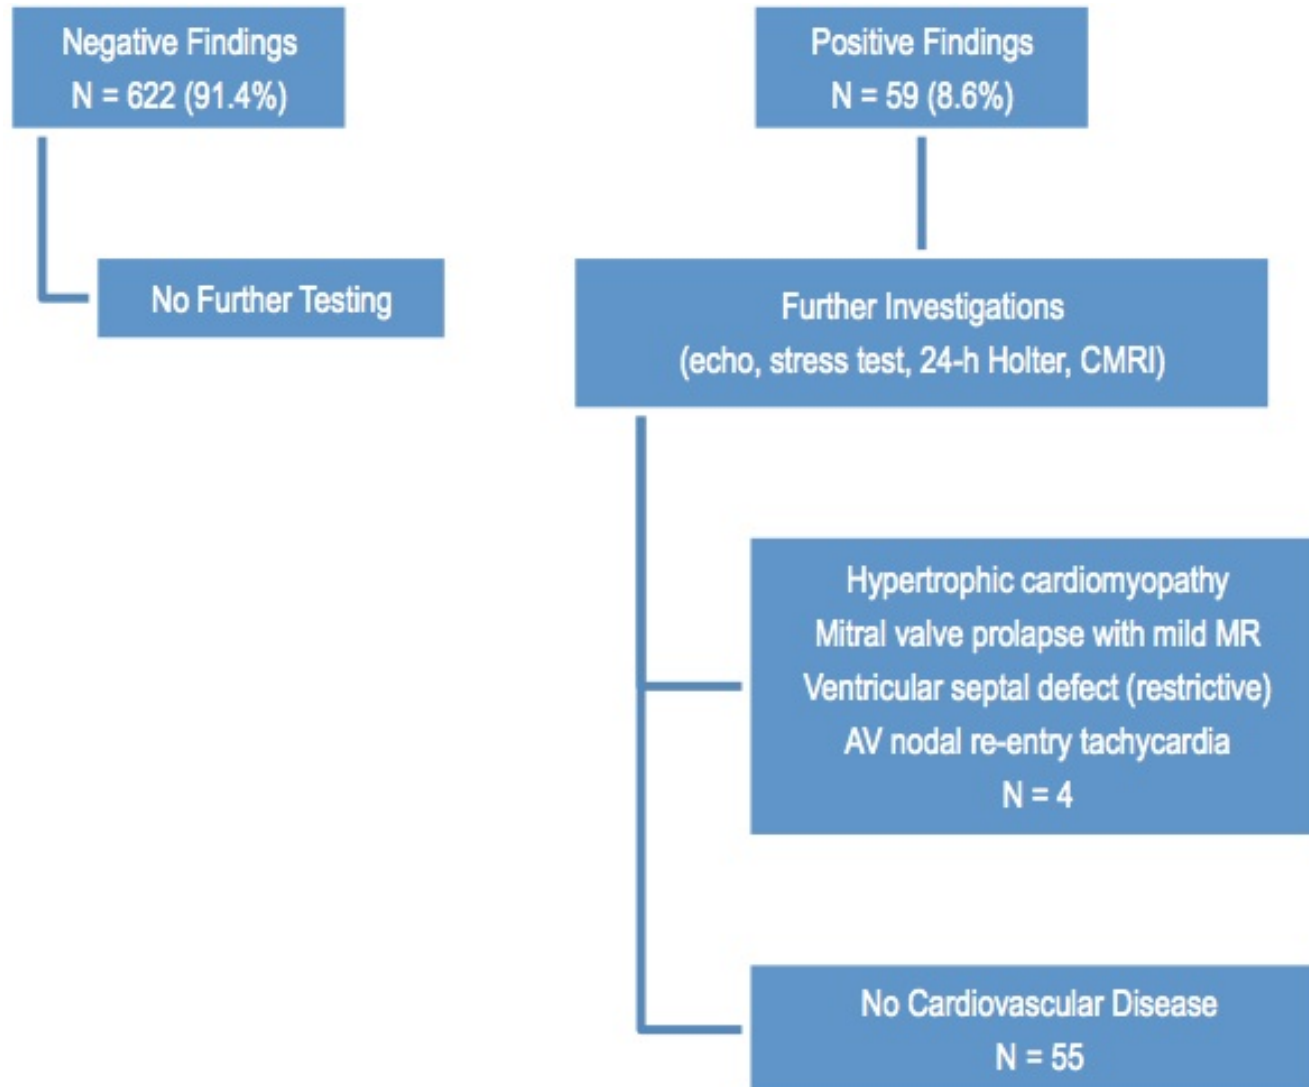 Negative Findings
N = 622 (91.4%)
Positive Findings
N = 59 (8.6%)
No Further Testing
Further Investigations
(echo, stress test, 24-h Holter, CMRI)
Hypertrophic cardiomyopathy
Mitral valve prolapse with mild MR
Ventricular septal defect (restrictive)
AV nodal re-entry tachycardia
N = 4
No Cardiovascular Disease
N = 55